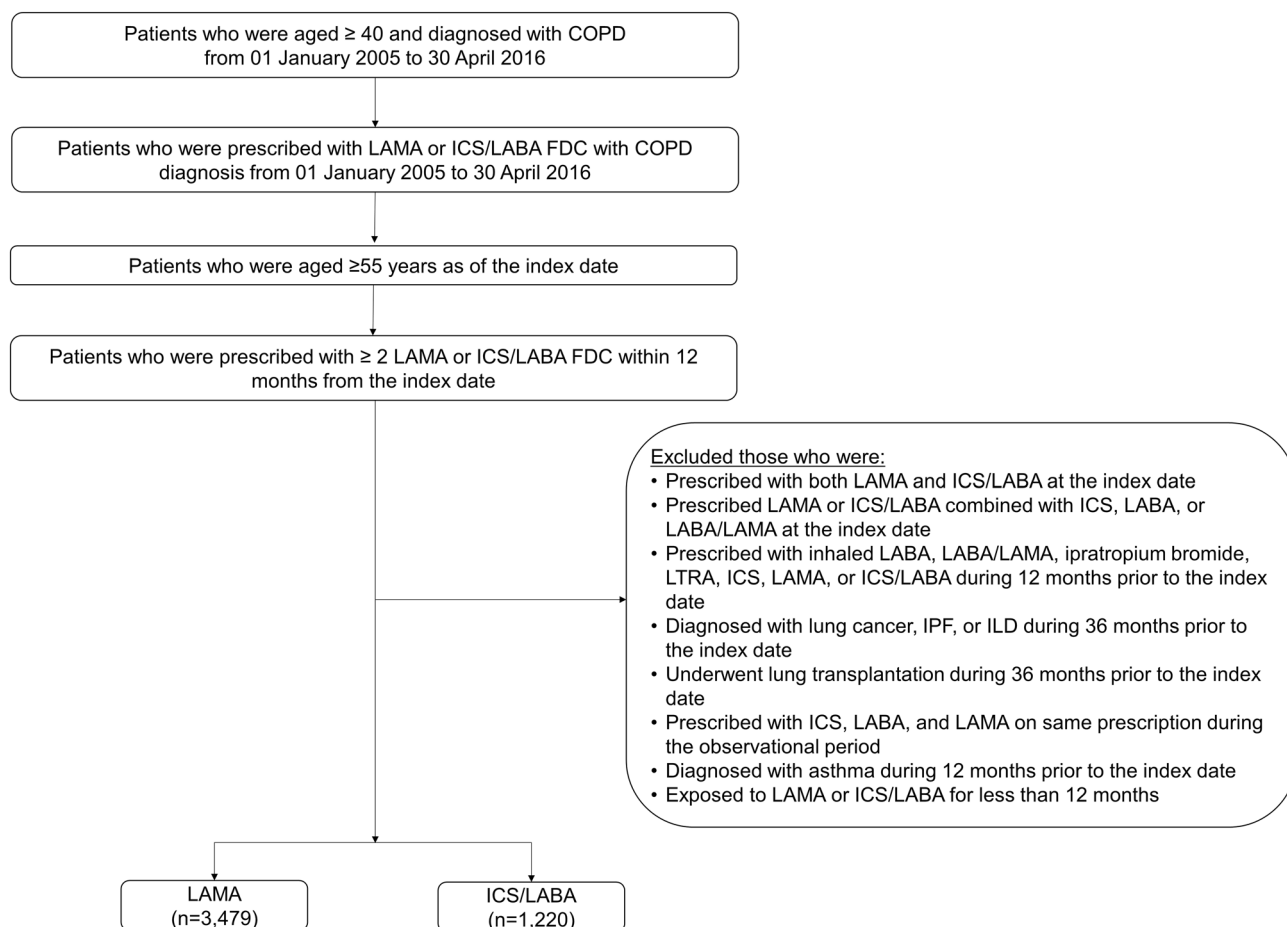 Patients who were aged ≥ 40 and diagnosed with COPD
from 01 January 2005 to 30 April 2016
Patients who were prescribed with LAMA or ICS/LABA FDC with COPD
diagnosis from 01 January 2005 to 30 April 2016
Patients who were aged ≥55 years as of the index date
Patients who were prescribed with ≥ 2 LAMA or ICS/LABA FDC within 12
months from the index date
Excluded those who were:
• Prescribed with both LAMA and ICS/LABA at the index date
• Prescribed LAMA or ICS/LABA combined with ICS, LABA, or
LABA/LAMA at the index date
• Prescribed with inhaled LABA, LABA/LAMA, ipratropium bromide,
LTRA, ICS, LAMA, or ICS/LABA during 12 months prior to the index
date
• Diagnosed with lung cancer, IPF, or ILD during 36 months prior to
the index date
• Underwent lung transplantation during 36 months prior to the index
date
• Prescribed with ICS, LABA, and LAMA on same prescription during
the observational period
• Diagnosed with asthma during 12 months prior to the index date
• Exposed to LAMA or ICS/LABA for less than 12 months
LAMA
(n=3,479)
ICS/LABA
(n=1,220)